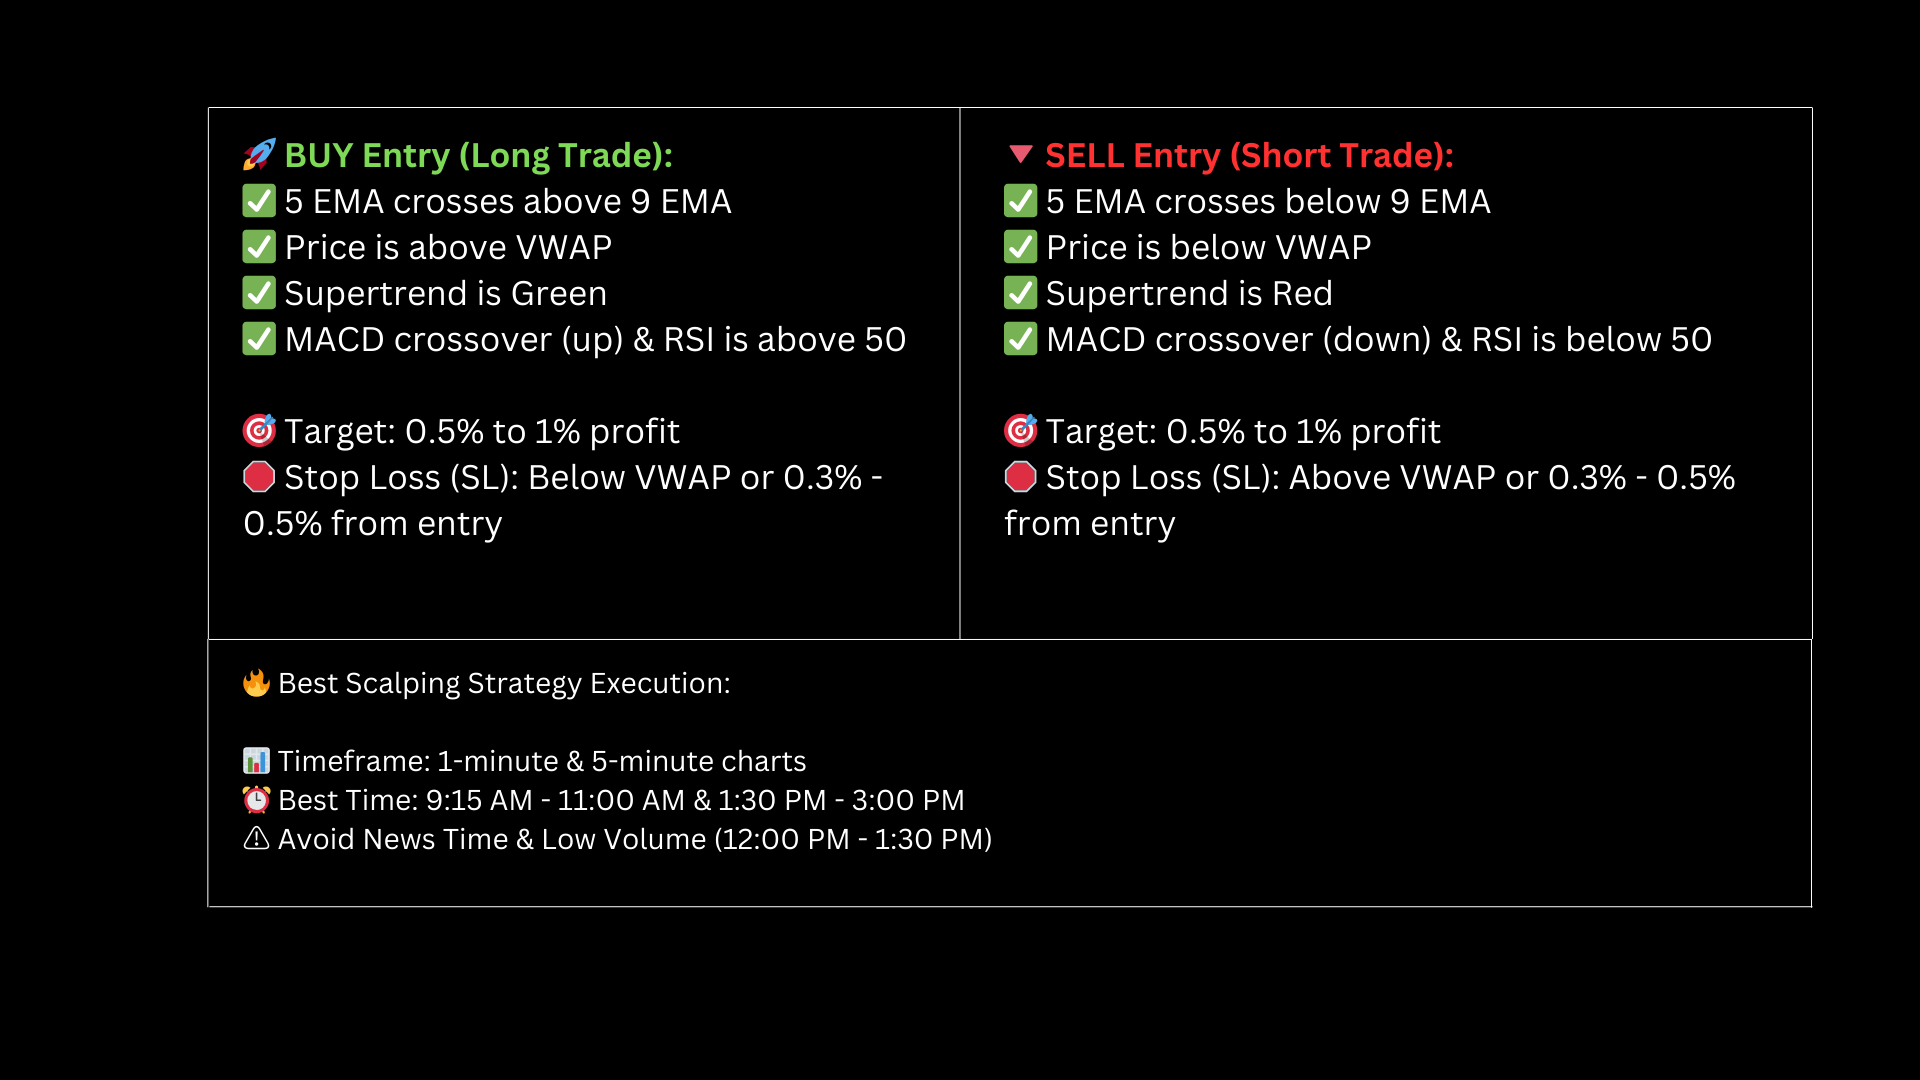 🚀 BUY Entry (Long Trade):
✅ 5 EMA crosses above 9 EMA
✅ Price is above VWAP
✅ Supertrend is Green
✅ MACD crossover (up) & RSI is above 50
🎯 Target: 0.5% to 1% profit
🛑 Stop Loss (SL): Below VWAP or 0.3% -
0.5% from entry
🔻 SELL Entry (Short Trade):
✅ 5 EMA crosses below 9 EMA
✅ Price is below VWAP
✅ Supertrend is Red
✅ MACD crossover (down) & RSI is below 50
🎯 Target: 0.5% to 1% profit
🛑 Stop Loss (SL): Above VWAP or 0.3% - 0.5%
from entry
🔥 Best Scalping Strategy Execution:
📊 Timeframe: 1-minute & 5-minute charts
⏰ Best Time: 9:15 AM - 11:00 AM & 1:30 PM - 3:00 PM
⚠ Avoid News Time & Low Volume (12:00 PM - 1:30 PM)